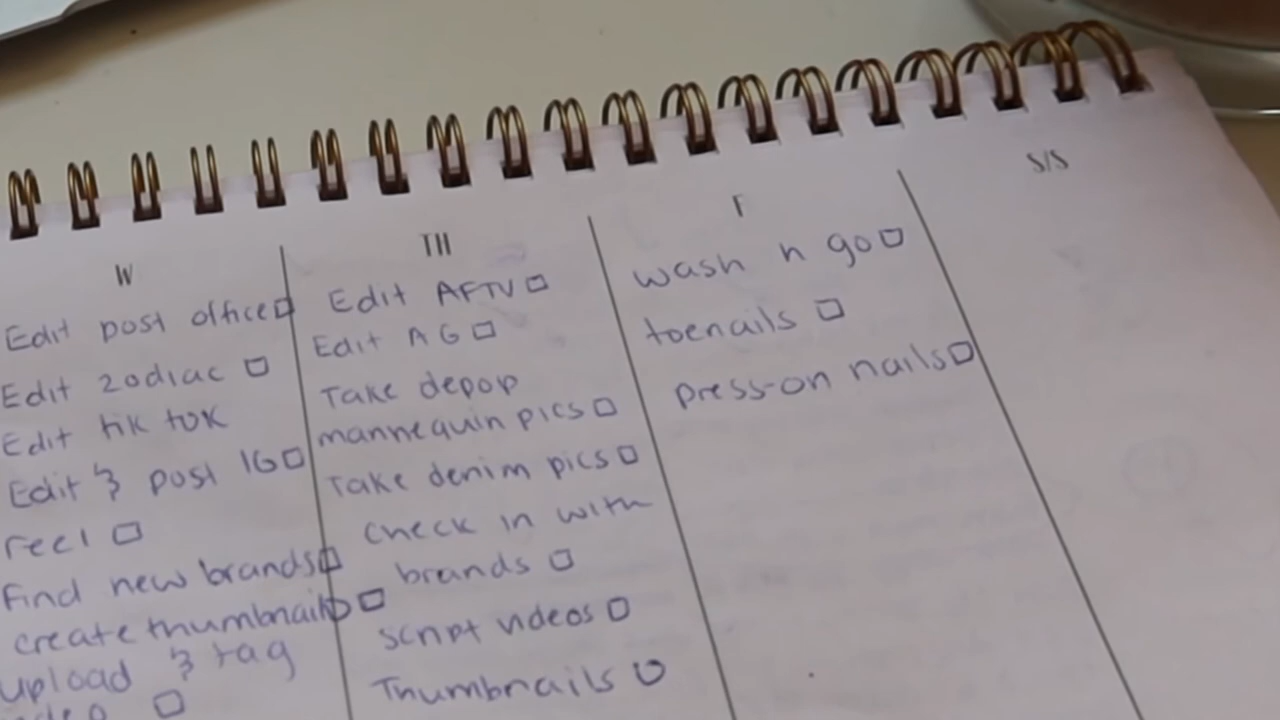 W
Edit post office
Edit zodiac
Edit tik tok
Edit & post IG
reel
find new brands
create thumbnails
upload & tag
TH
Edit AFTV
Edit AG
Take depop
mannequin pics
Take denim pics
Check in with
brands
script videos
Thumbnails
F
wash n go
toenails
press-on nails
S/S